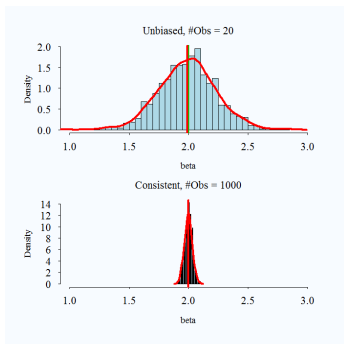 Unbiased, #Obs = 20
2.0
1.5
1.0
0.5
0.0
Density
1.0 1.5 2.0 2.5 3.0
beta
Consistent, #Obs = 1000
14
12
10
8
6
4
2
0
Density
1.0 1.5 2.0 2.5 3.0
beta